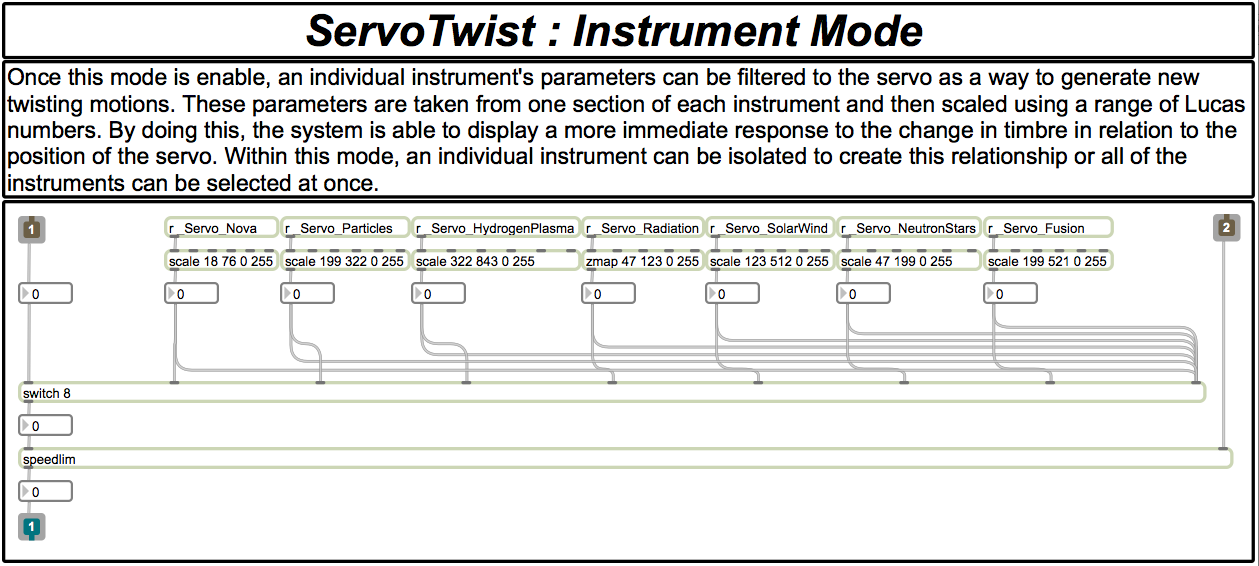 ServoTwist : Instrument Mode
Once this mode is enable, an individual instrument's parameters can be filtered to the servo as a way to generate new
twisting motions. These parameters are taken from one section of each instrument and then scaled using a range of Lucas
numbers. By doing this, the system is able to display a more immediate response to the change in timbre in relation to the
position of the servo. Within this mode, an individual instrument can be isolated to create this relationship or all of the
instruments can be selected at once.
1 r_Servo_Nova r_Servo_Particles r_Servo_HydrogenPlasma r_Servo_Radiation r_Servo_SolarWind r_Servo_NeutronStars r_Servo_Fusion 2
scale 18 76 0 255 scale 199 322 0 255 scale 322 843 0 255 zmap 47 123 0 255 scale 123 512 0 255 scale 47 199 0 255 scale 199 521 0 255
0 0 0 0 0 0 0 0
switch 8
0
speedlim
0
1